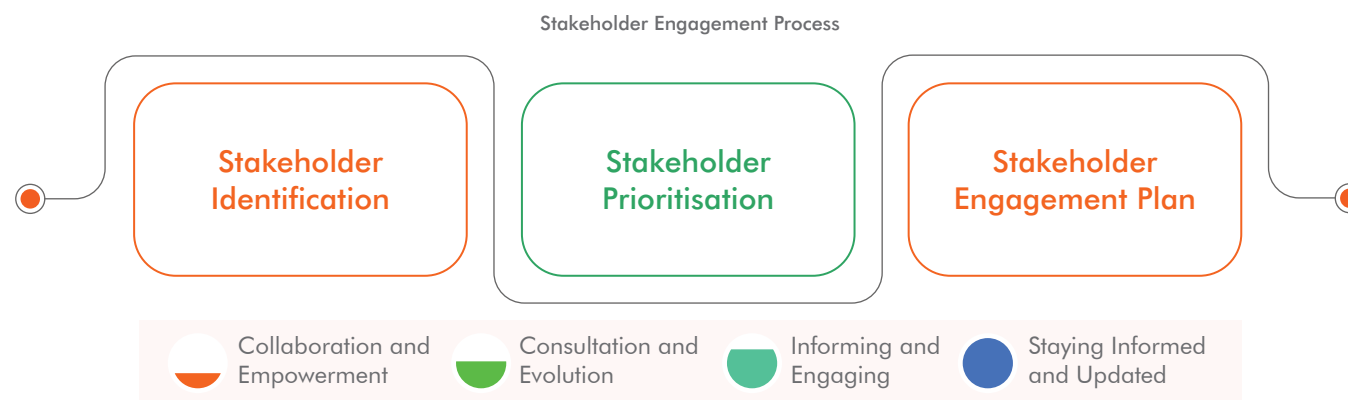 Stakeholder Engagement Process
Stakeholder
Identification
Stakeholder
Prioritisation
Stakeholder
Engagement Plan
Collaboration and
Empowerment
Consultation and
Evolution
Informing and
Engaging
Staying Informed
and Updated